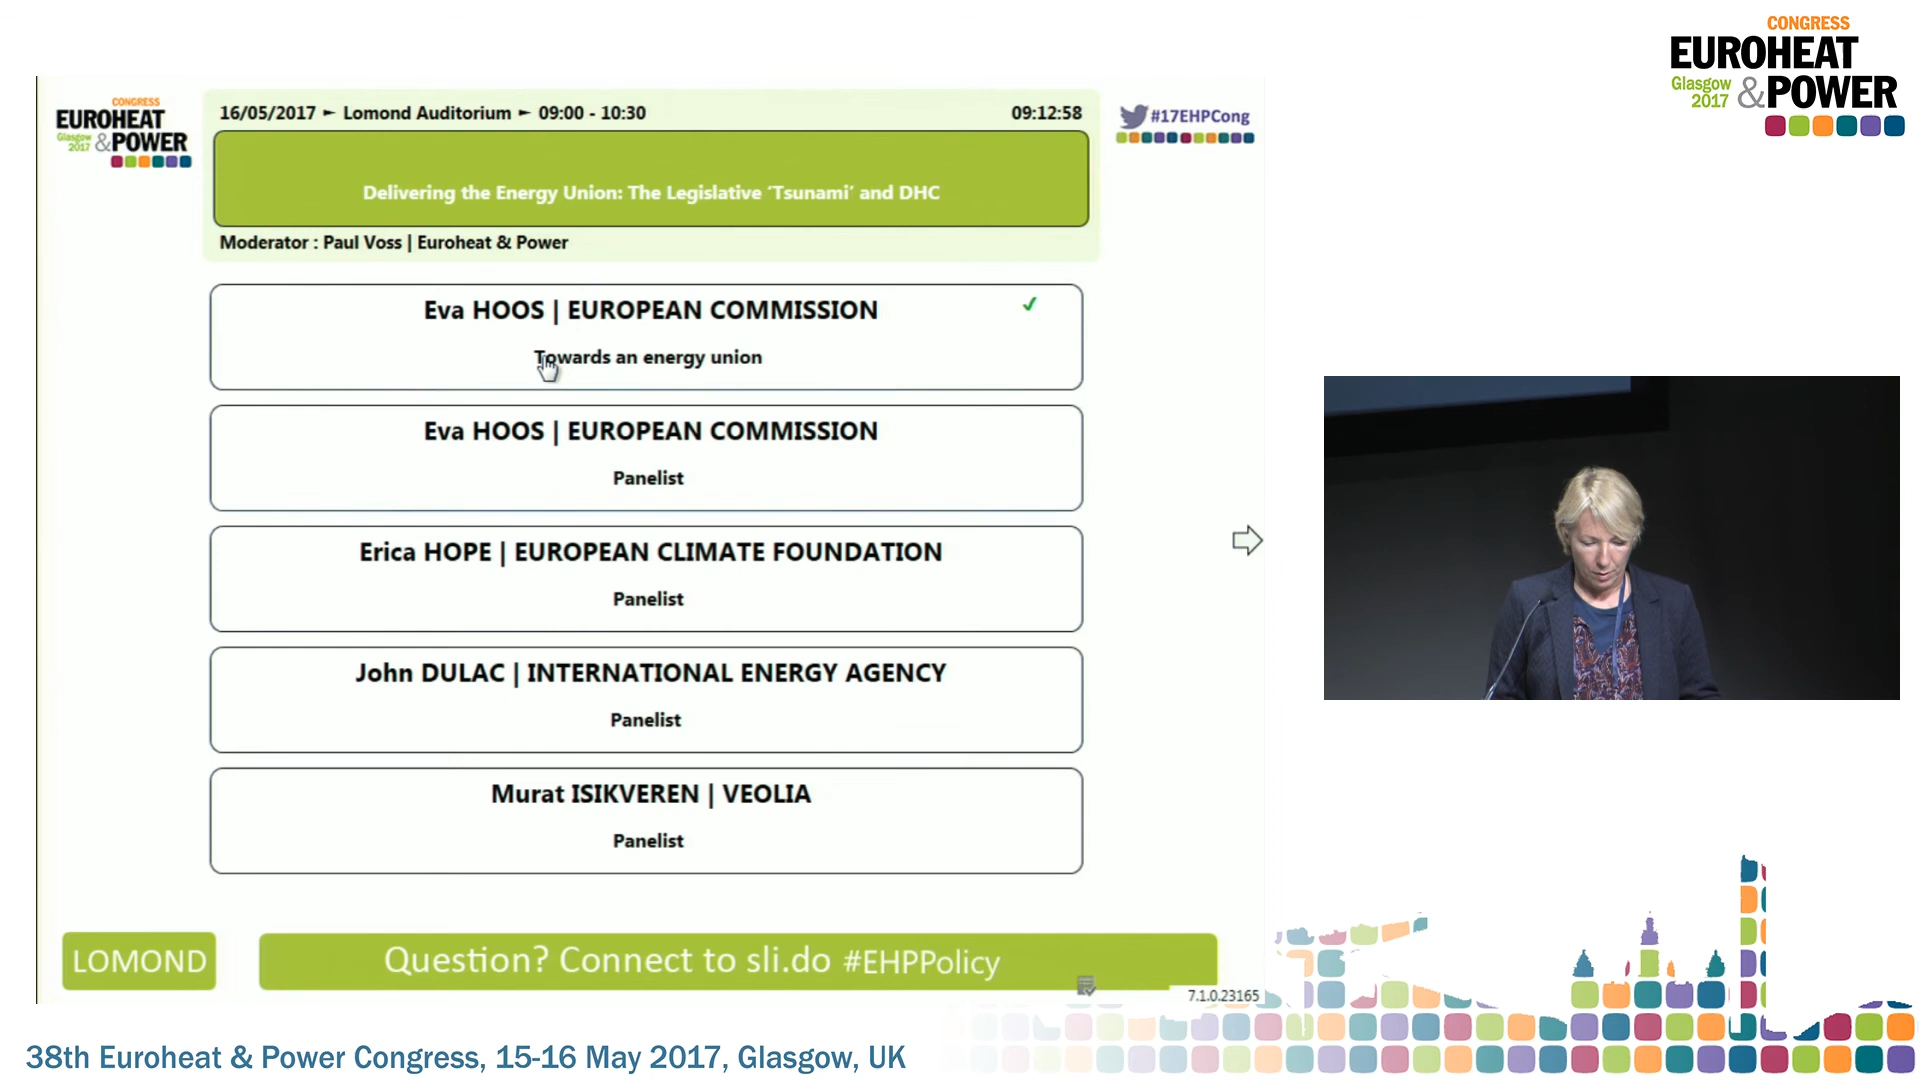 CONGRESS
EUROHEAT
Glasgow
2017
&POWER
CONGRESS
EUROHEAT
Glasgow
2017
&POWER
16/05/2017 ► Lomond Auditorium ► 09:00 - 10:30
09:12:58
#17EHPCong
Delivering the Energy Union: The Legislative ‘Tsunami’ and DHC
Moderator : Paul Voss | Euroheat & Power
Eva HOOS | EUROPEAN COMMISSION
Towards an energy union
Eva HOOS | EUROPEAN COMMISSION
Panelist
Erica HOPE | EUROPEAN CLIMATE FOUNDATION
Panelist
John DULAC | INTERNATIONAL ENERGY AGENCY
Panelist
Murat ISIKVEREN | VEOLIA
Panelist
LOMOND
Question? Connect to sli.do #EHPPolicy
7.1.0.23165
38th Euroheat & Power Congress, 15-16 May 2017, Glasgow, UK